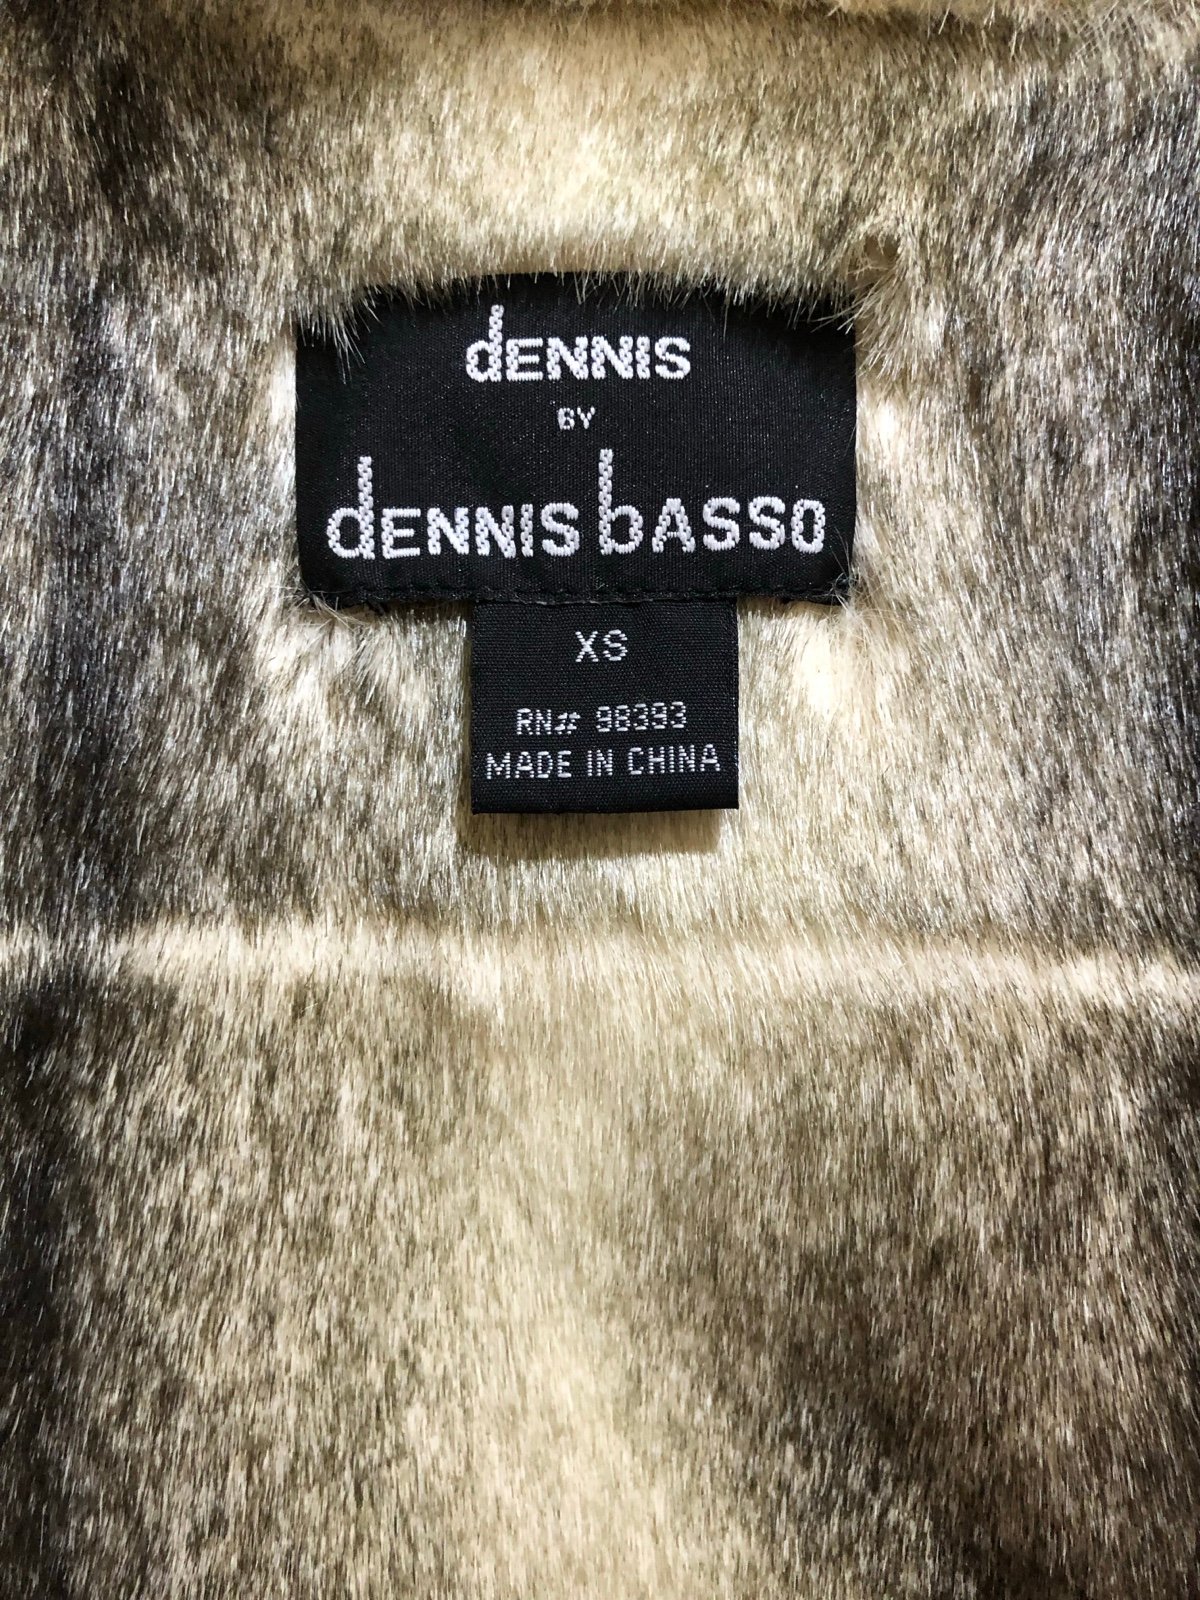 dENNIS
BY
dENNIS bASSO
XS
RN# 98393
MADE IN CHINA